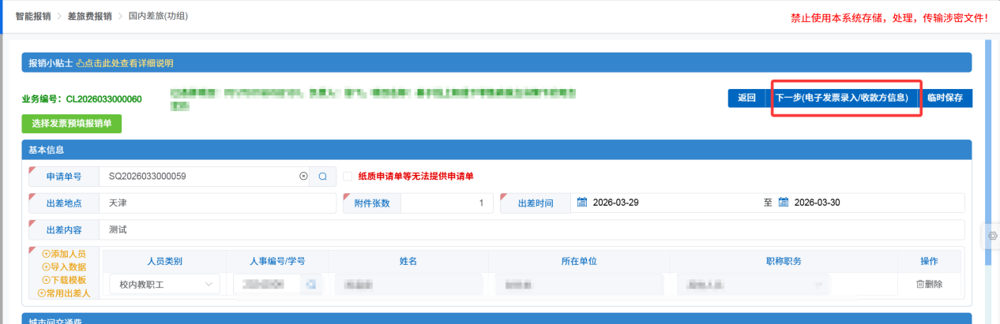 智能报销 > 差旅费报销 > 国内差旅(功组)
禁止使用本系统存储，处理，传输涉密文件！
报销小贴士 点击此处查看详细说明
业务编号：CL2026033000060
返回 下一步(电子发票录入/收款方信息) 临时保存
选择发票预填报销单
基本信息
申请单号 SQ2026033000059 纸质申请单等无法提供申请单
出差地点 天津 附件张数 1 出差时间 2026-03-29 至 2026-03-30
出差内容 测试
添加人员
导入数据
下载模板
常用出差人
人员类别 人事编号/学号 姓名 所在单位 职称职务 操作
校内教职工 删除
城市间交通费